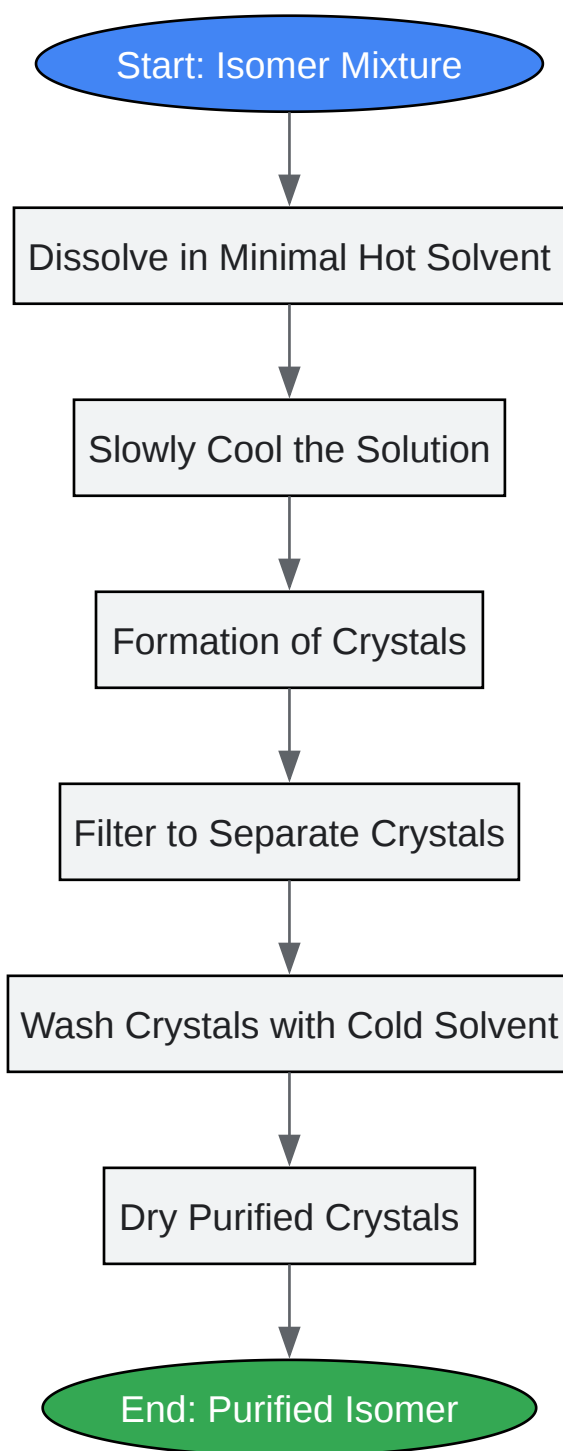 Start: Isomer Mixture
Dissolve in Minimal Hot Solvent
Slowly Cool the Solution
Formation of Crystals
Filter to Separate Crystals
Wash Crystals with Cold Solvent
Dry Purified Crystals
End: Purified Isomer